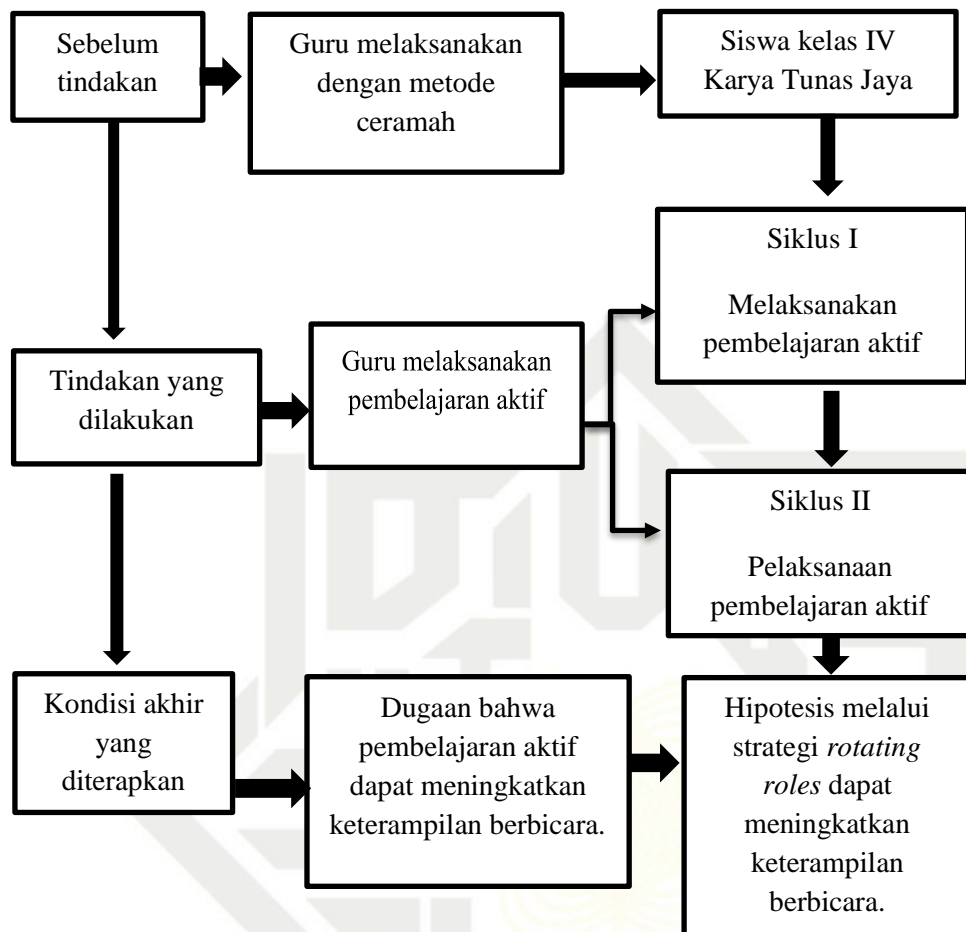 Sebelum
tindakan
Guru melaksanakan
dengan metode
ceramah
Siswa kelas IV
Karya Tunas Jaya
Siklus I
Melaksanakan
pembelajaran aktif
Tindakan yang
dilakukan
Guru melaksanakan
pembelajaran aktif
Siklus II
Pelaksanaan
pembelajaran aktif
Kondisi akhir
yang
diterapkan
Dugaan bahwa
pembelajaran aktif
dapat meningkatkan
keterampilan berbicara.
Hipotesis melalui
strategi rotating
roles dapat
meningkatkan
keterampilan
berbicara.